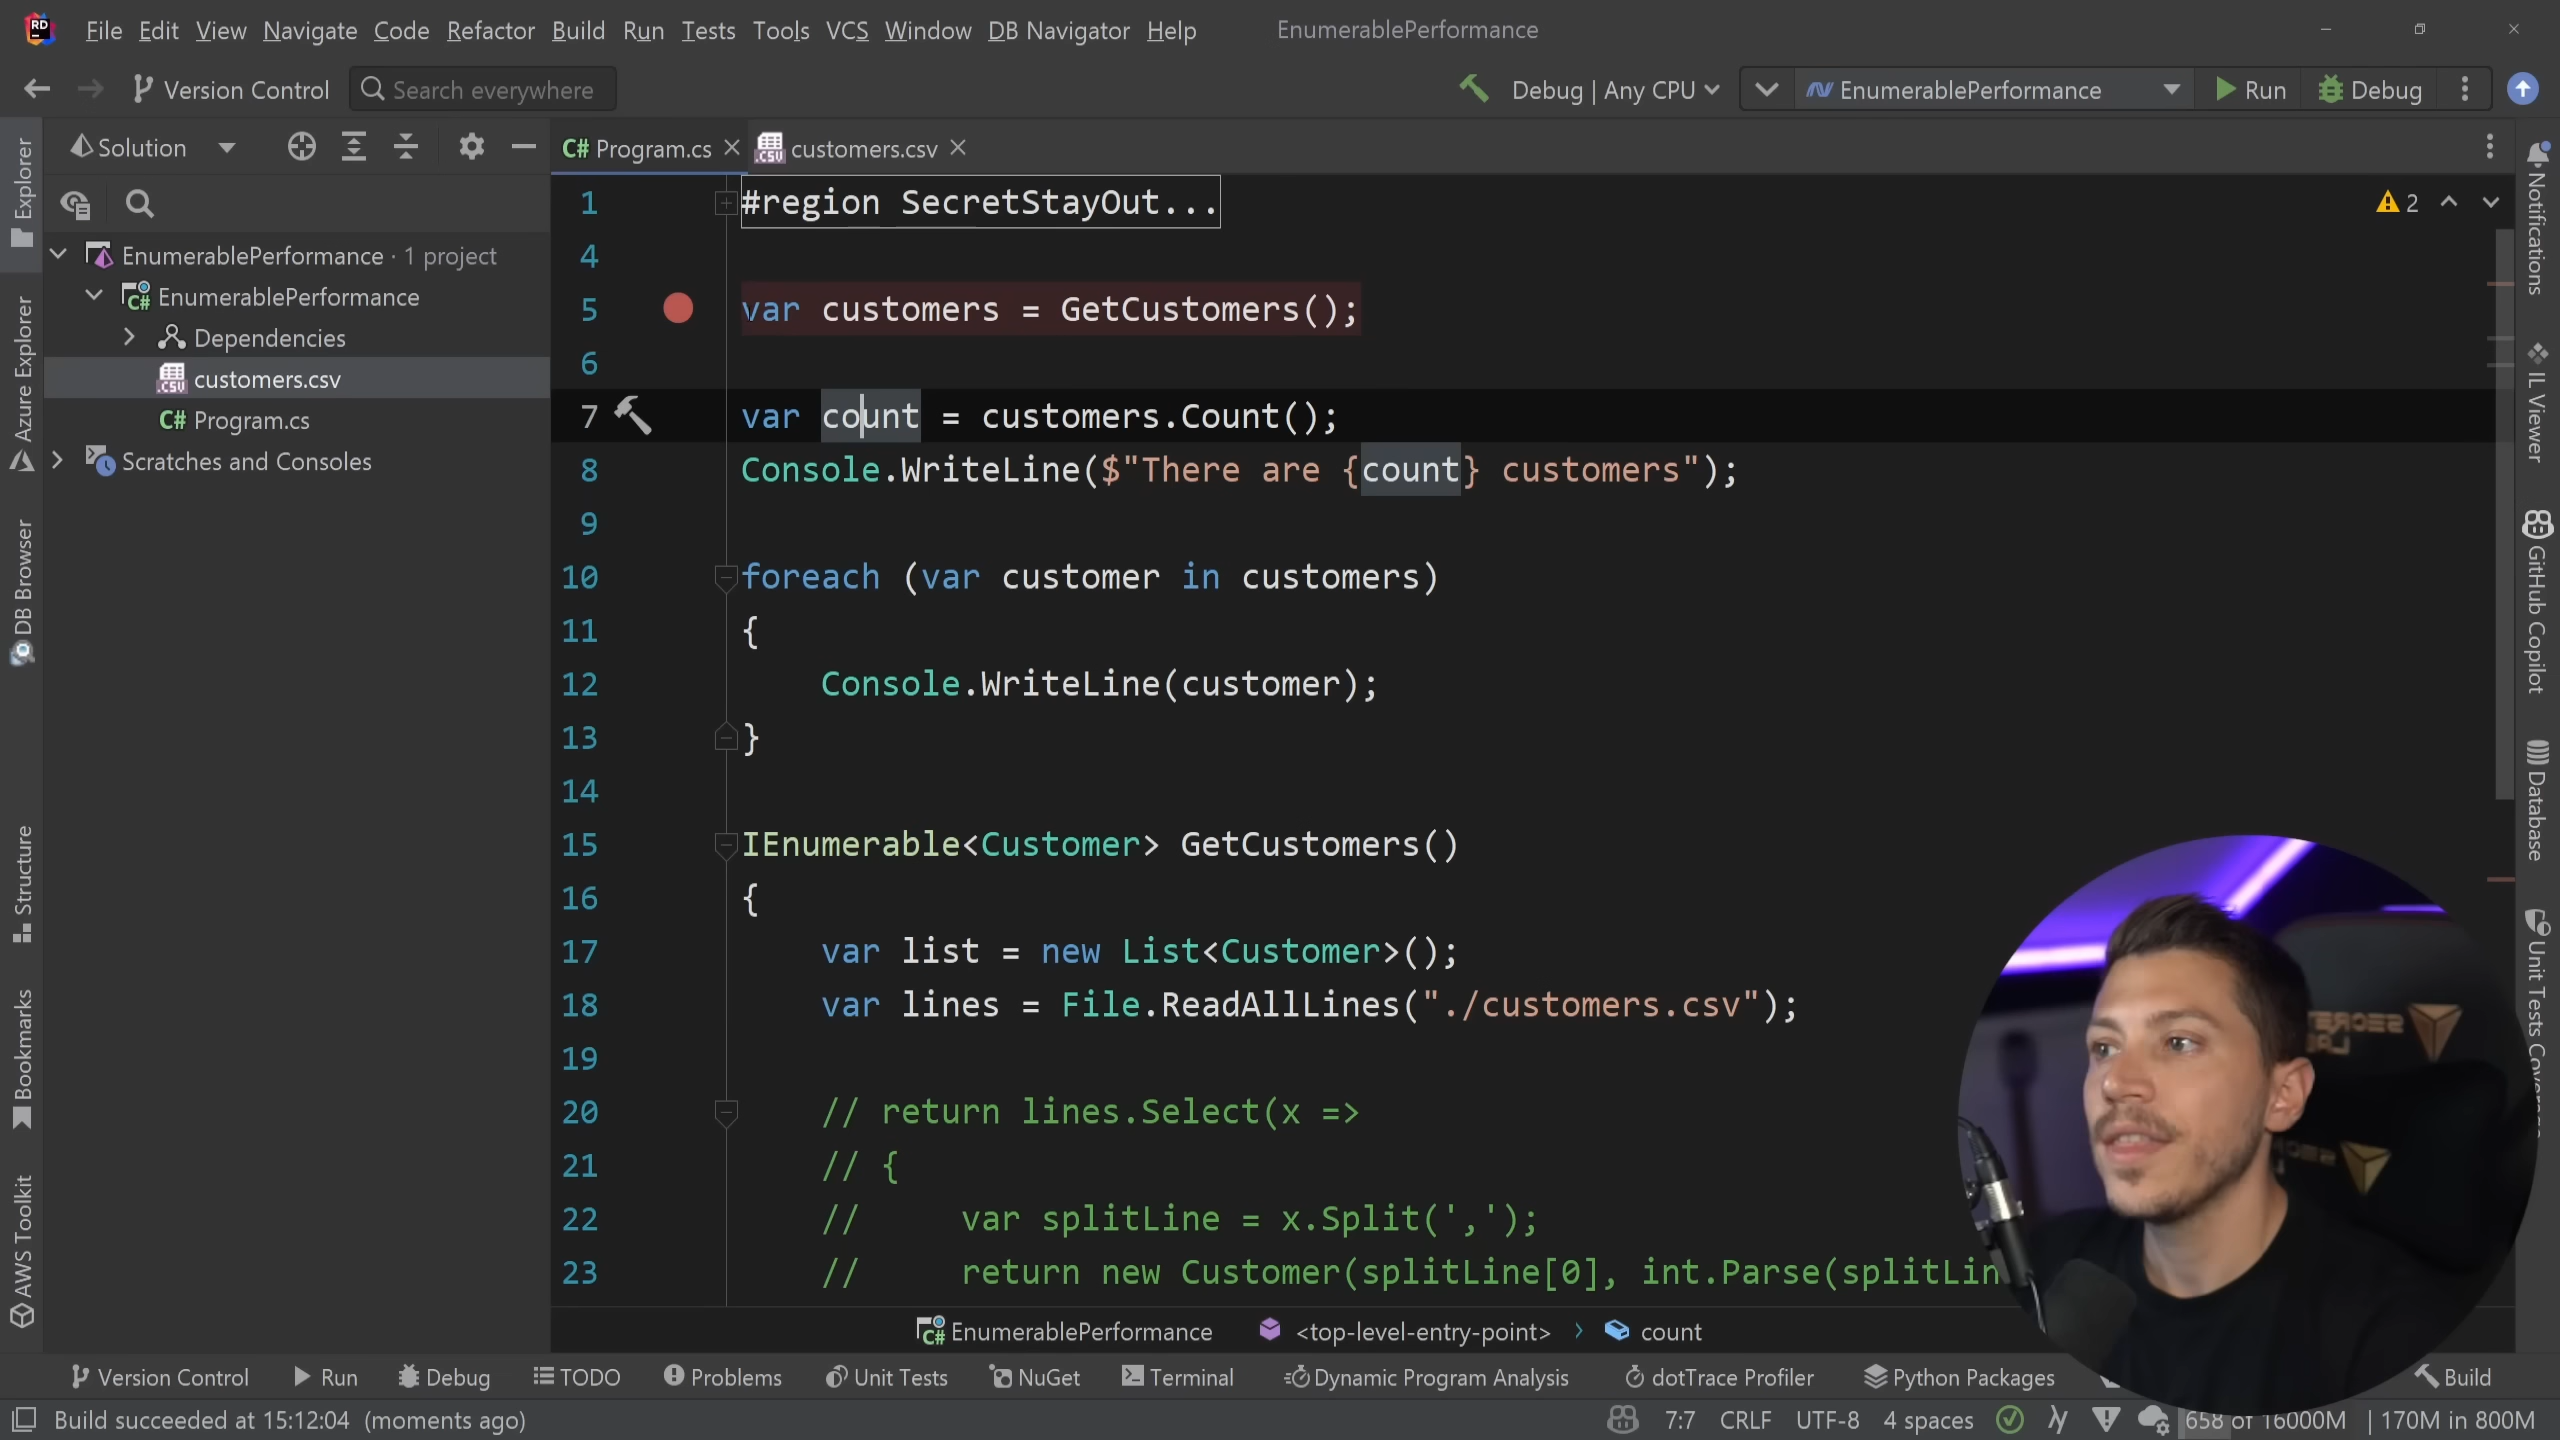 File Edit View Navigate Code Refactor Build Run Tests Tools VCS Window DB Navigator Help EnumerablePerformance
Version Control Search everywhere Debug | Any CPU EnumerablePerformance Run Debug
Solution
C# Program.cs
customers.csv
EnumerablePerformance · 1 project
EnumerablePerformance
Dependencies
customers.csv
C# Program.cs
Scratches and Consoles
Explorer
Azure Explorer
DB Browser
Structure
Bookmarks
AWS Toolkit
1 #region SecretStayOut...
4
5 var customers = GetCustomers();
6
7 var count = customers.Count();
8 Console.WriteLine($"There are {count} customers");
9
10 foreach (var customer in customers)
11 {
12 Console.WriteLine(customer);
13 }
14
15 IEnumerable<Customer> GetCustomers()
16 {
17 var list = new List<Customer>();
18 var lines = File.ReadAllLines("./customers.csv");
19
20 // return lines.Select(x =>
21 // {
22 // var splitLine = x.Split(',');
23 // return new Customer(splitLine[0], int.Parse(splitLin
2
Notifications
IL Viewer
GitHub Copilot
Database
Unit Tests
EnumerablePerformance <top-level-entry-point> › count
Version Control Run Debug TODO Problems Unit Tests NuGet Terminal Dynamic Program Analysis dotTrace Profiler Python Packages Build
Build succeeded at 15:12:04 (moments ago) 7:7 CRLF UTF-8 4 spaces 658 of 16000M | 170M in 800M